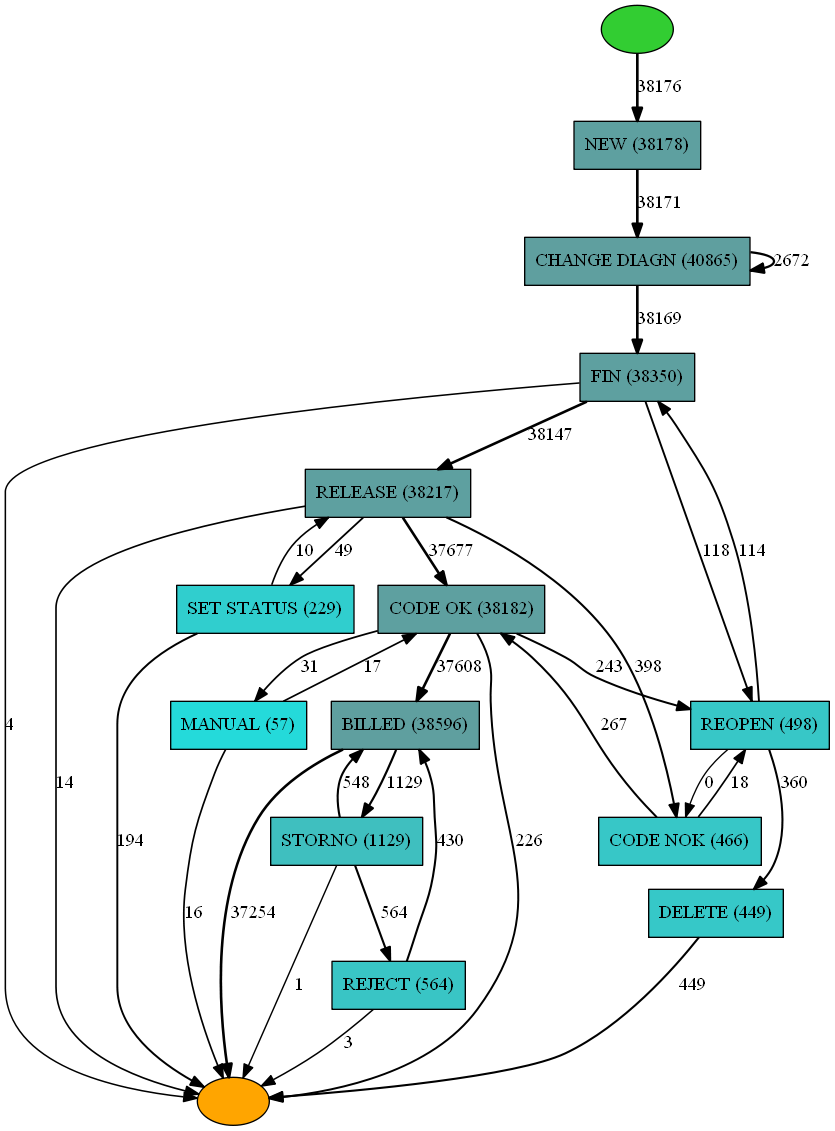 38176
NEW (38178)
38171
CHANGE DIAGN (40865)
2672
38169
FIN (38350)
38147
RELEASE (38217)
10
49
37677
118
114
SET STATUS (229)
CODE OK (38182)
31
17
37608
243
398
4
MANUAL (57)
BILLED (38596)
267
REOPEN (498)
14
548
1129
0
18
360
194
STORNO (1129)
430
226
CODE NOK (466)
16
37254
564
DELETE (449)
1
REJECT (564)
449
3